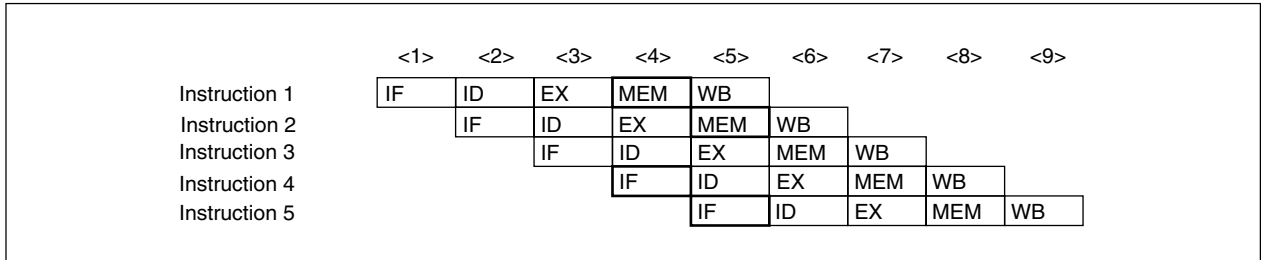 <1> <2> <3> <4> <5> <6> <7> <8> <9>
Instruction 1 IF ID EX MEM WB
Instruction 2 IF ID EX MEM WB
Instruction 3 IF ID EX MEM WB
Instruction 4 IF ID EX MEM WB
Instruction 5 IF ID EX MEM WB